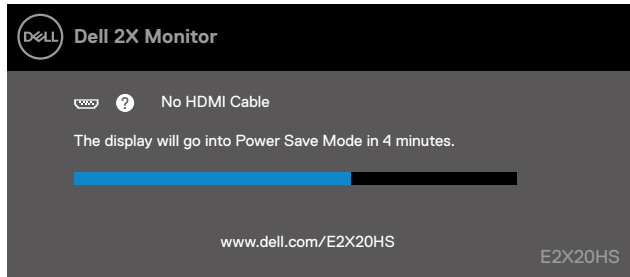 DELL Dell 2X Monitor
? No HDMI Cable
The display will go into Power Save Mode in 4 minutes.
www.dell.com/E2X20HS
E2X20HS